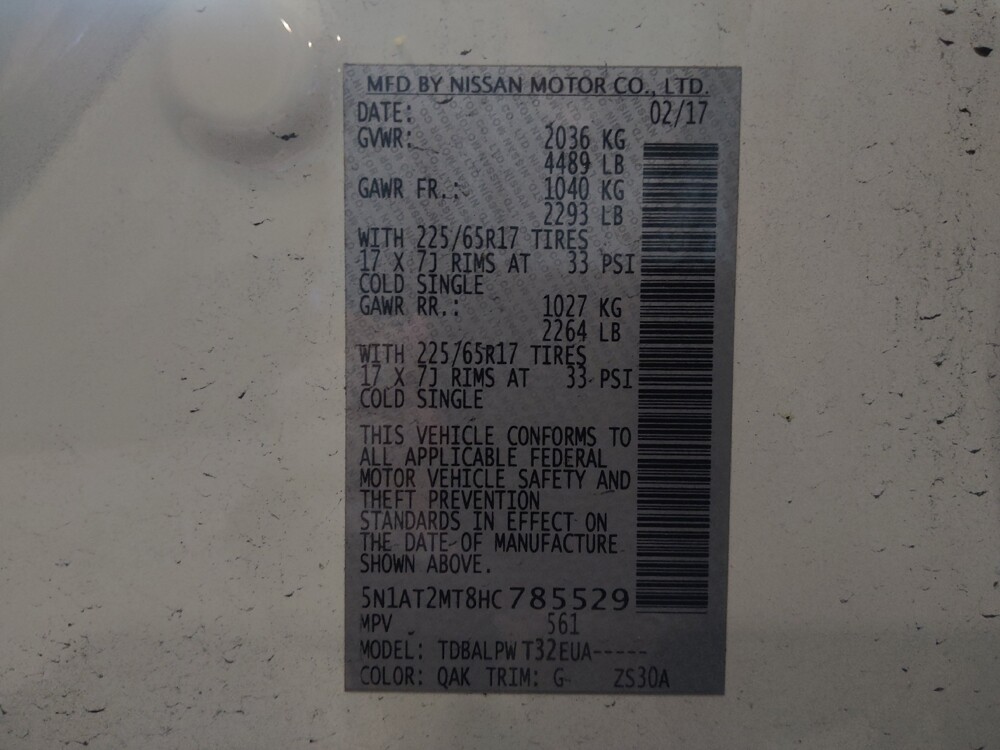 MFD BY NISSAN MOTOR CO., LTD.
DATE: 02/17
GVWR: 2036 KG
4489 LB
GAWR FR.: 1040 KG
2293 LB
WITH 225/65R17 TIRES
17 X 7J RIMS AT 33 PSI
COLD SINGLE
GAWR RR.: 1027 KG
2264 LB
WITH 225/65R17 TIRES
17 X 7J RIMS AT 33 PSI
COLD SINGLE
THIS VEHICLE CONFORMS TO
ALL APPLICABLE FEDERAL
MOTOR VEHICLE SAFETY AND
THEFT PREVENTION
STANDARDS IN EFFECT ON
THE DATE OF MANUFACTURE
SHOWN ABOVE.
5N1AT2MT8HC785529
MPV 561
MODEL: TDBALPW T32EUA-----
COLOR: QAK TRIM: G- ZS30A